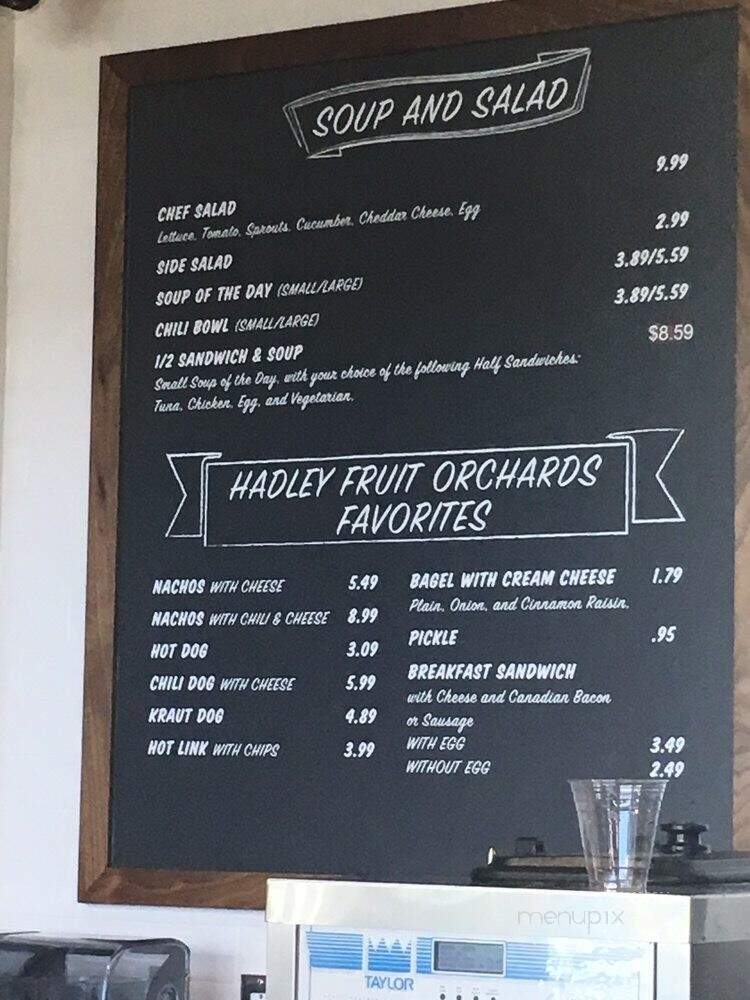 SOUP AND SALAD
CHEF SALAD 9.99
Lettuce, Tomato, Sprouts, Cucumber, Cheddar Cheese, Egg
SIDE SALAD 2.99
SOUP OF THE DAY (SMALL/LARGE) 3.89/5.59
CHILI BOWL (SMALL/LARGE) 3.89/5.59
1/2 SANDWICH & SOUP $8.59
Small Soup of the Day, with your choice of the following Half Sandwiches:
Tuna, Chicken, Egg, and Vegetarian.
HADLEY FRUIT ORCHARDS
FAVORITES
NACHOS WITH CHEESE 5.49
NACHOS WITH CHILI & CHEESE 8.99
HOT DOG 3.09
CHILI DOG WITH CHEESE 5.99
KRAUT DOG 4.89
HOT LINK WITH CHIPS 3.99
BAGEL WITH CREAM CHEESE 1.79
Plain, Onion, and Cinnamon Raisin.
PICKLE .95
BREAKFAST SANDWICH
with Cheese and Canadian Bacon
or Sausage
WITH EGG 3.49
WITHOUT EGG 2.49
menupix
TAYLOR